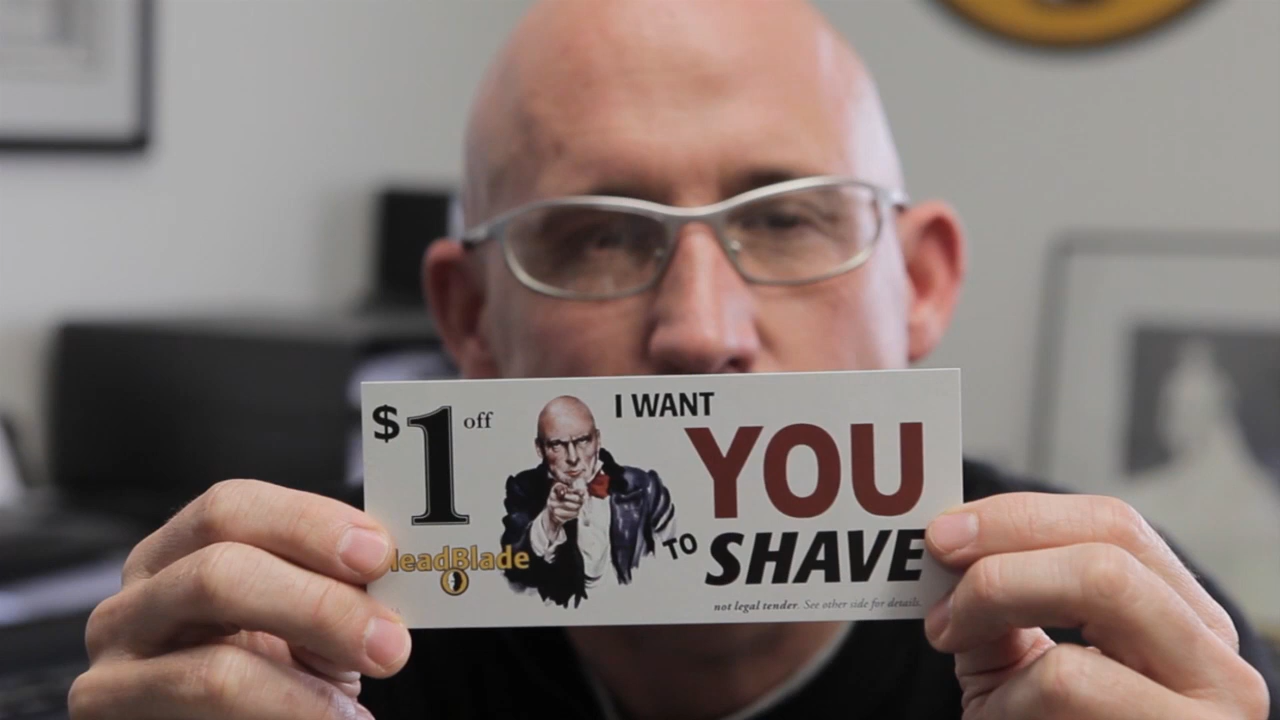 $1 off
I WANT
YOU
TO SHAVE
HeadBlade
not legal tender. See other side for details.